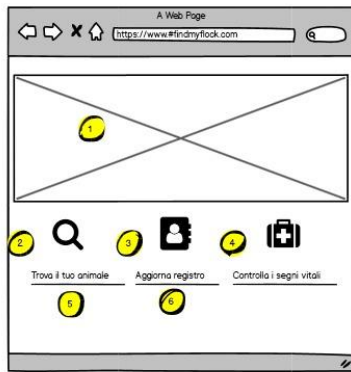 A Web Page
https://www.#findmyflock.com
1
2
3
4
Trova il tuo animale
Aggiorna registro
Controlla i segni vitali
5
6